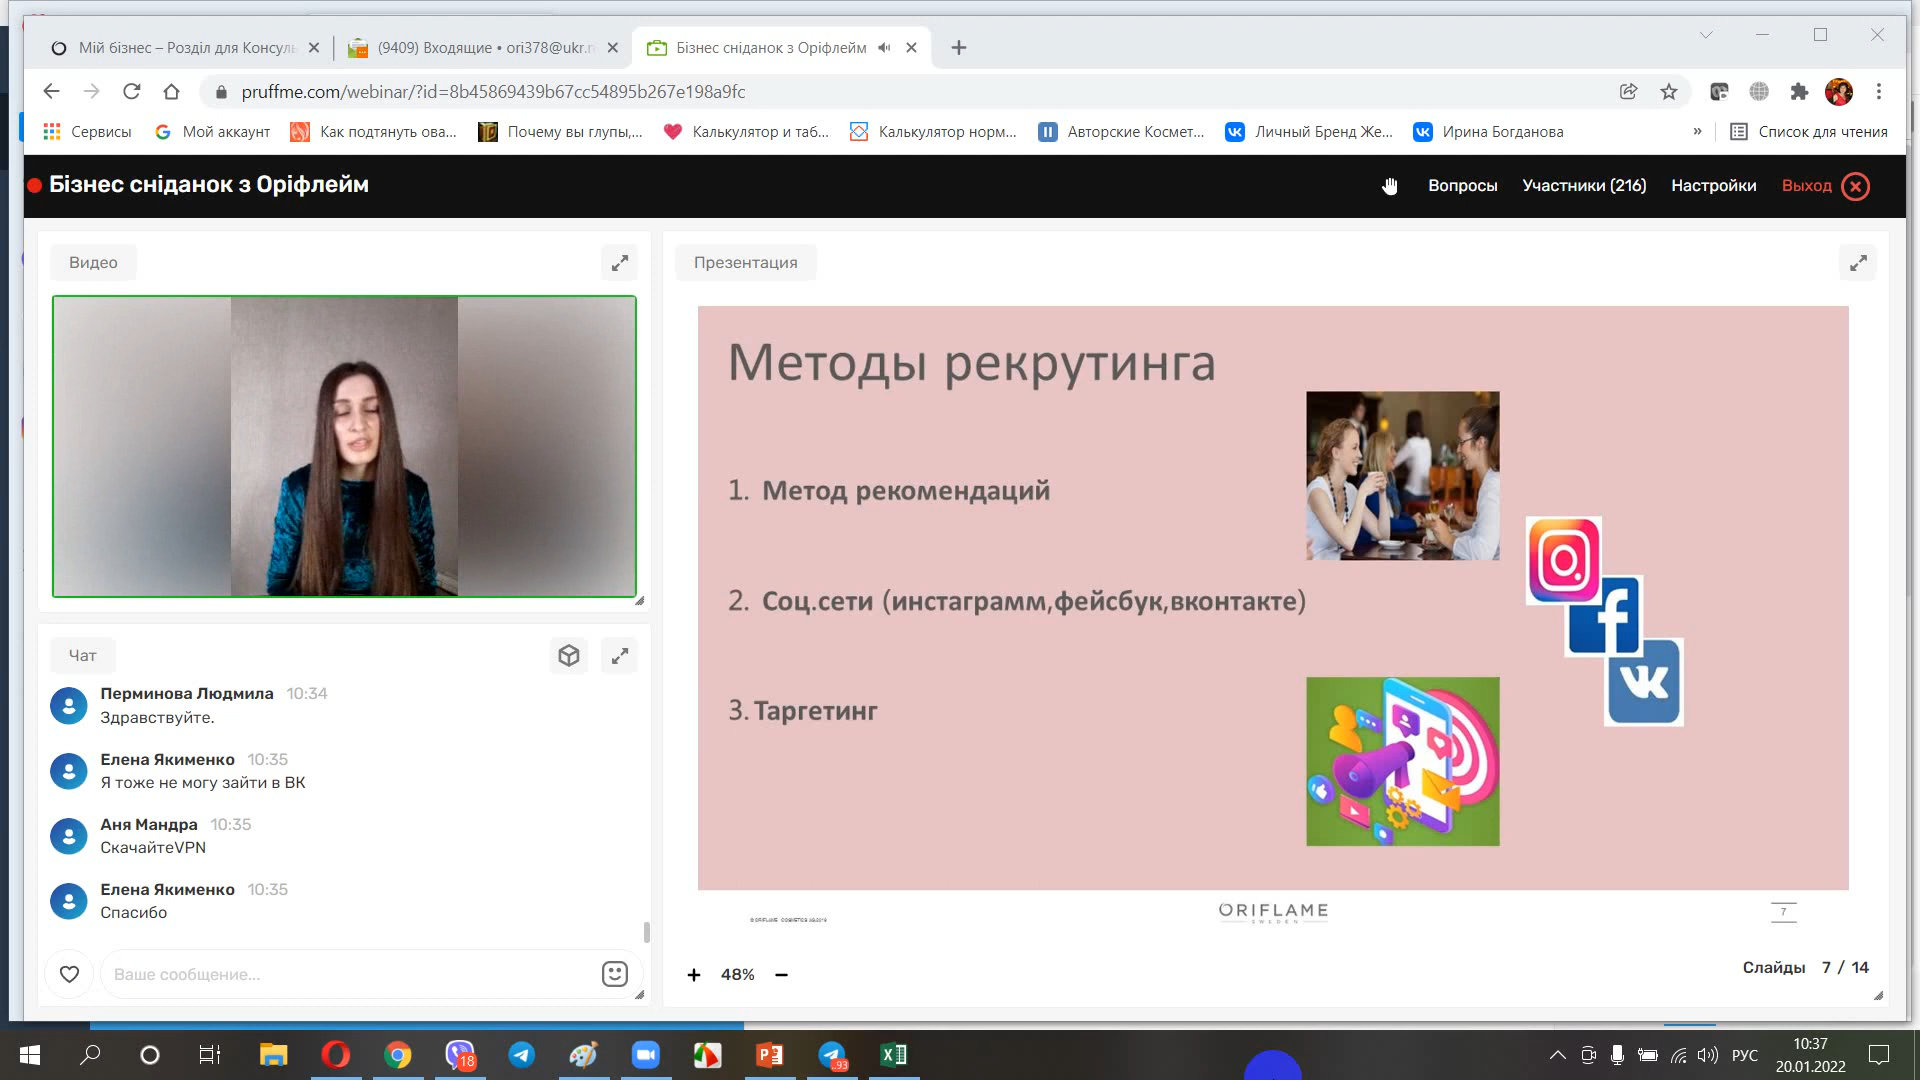 Мій бізнес – Розділ для Консуль
(9409) Входящие • ori378@ukr.n
Бізнес сніданок з Оріфлейм
pruffme.com/webinar/?id=8b45869439b67cc54895b267e198a9fc
Сервисы
Мой аккаунт
Как подтянуть ова...
Почему вы глупы,...
Калькулятор и таб...
Калькулятор норм...
Авторские Космет...
Личный Бренд Же...
Ирина Богданова
»
Список для чтения
Бізнес сніданок з Оріфлейм
Вопросы
Участники (216)
Настройки
Выход
Видео
Чат
Перминова Людмила 10:34
Здравствуйте.
Елена Якименко 10:35
Я тоже не могу зайти в ВК
Аня Мандра 10:35
СкачайтеVPN
Елена Якименко 10:35
Спасибо
Ваше сообщение...
Презентация
Методы рекрутинга
1. Метод рекомендаций
2. Соц.сети (инстаграмм,фейсбук,вконтакте)
3. Таргетинг
ORIFLAME
SWEDEN
7
48%
Слайды 7 / 14
18
93
РУС
10:37
20.01.2022